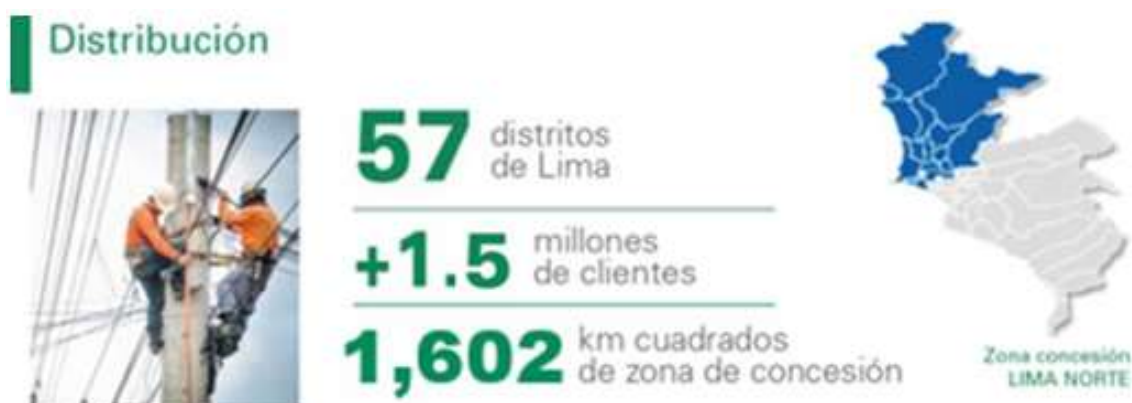 Distribución
57 distritos
de Lima
+1.5 millones
de clientes
1,602 km cuadrados
de zona de concesión
Zona concesión
LIMA NORTE